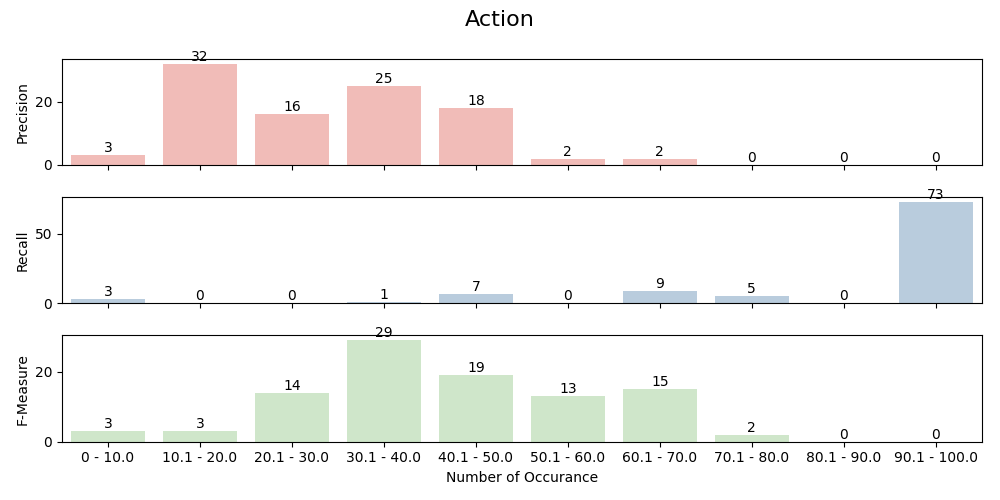 Action
Precision
20
0
3 32 16 25 18 2 2 0 0 0
Recall
50
0
3 0 0 1 7 0 9 5 0 73
F-Measure
20
0
3 3 14 29 19 13 15 2 0 0
0 - 10.0 10.1 - 20.0 20.1 - 30.0 30.1 - 40.0 40.1 - 50.0 50.1 - 60.0 60.1 - 70.0 70.1 - 80.0 80.1 - 90.0 90.1 - 100.0
Number of Occurance